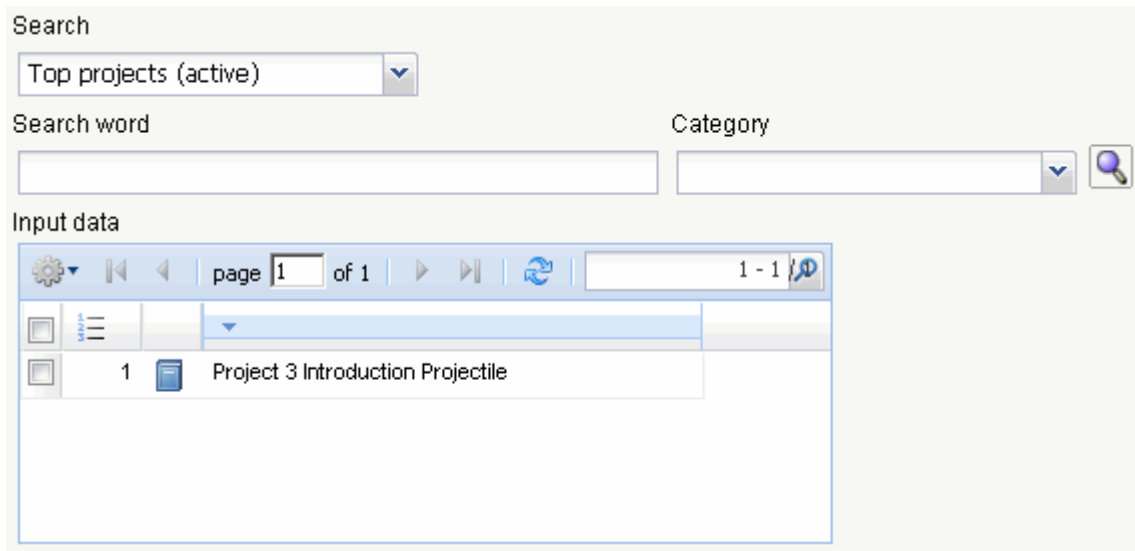 Search
Top projects (active)
Search word Category
Input data
page 1 of 1 1 - 1 /
1 Project 3 Introduction Projectile